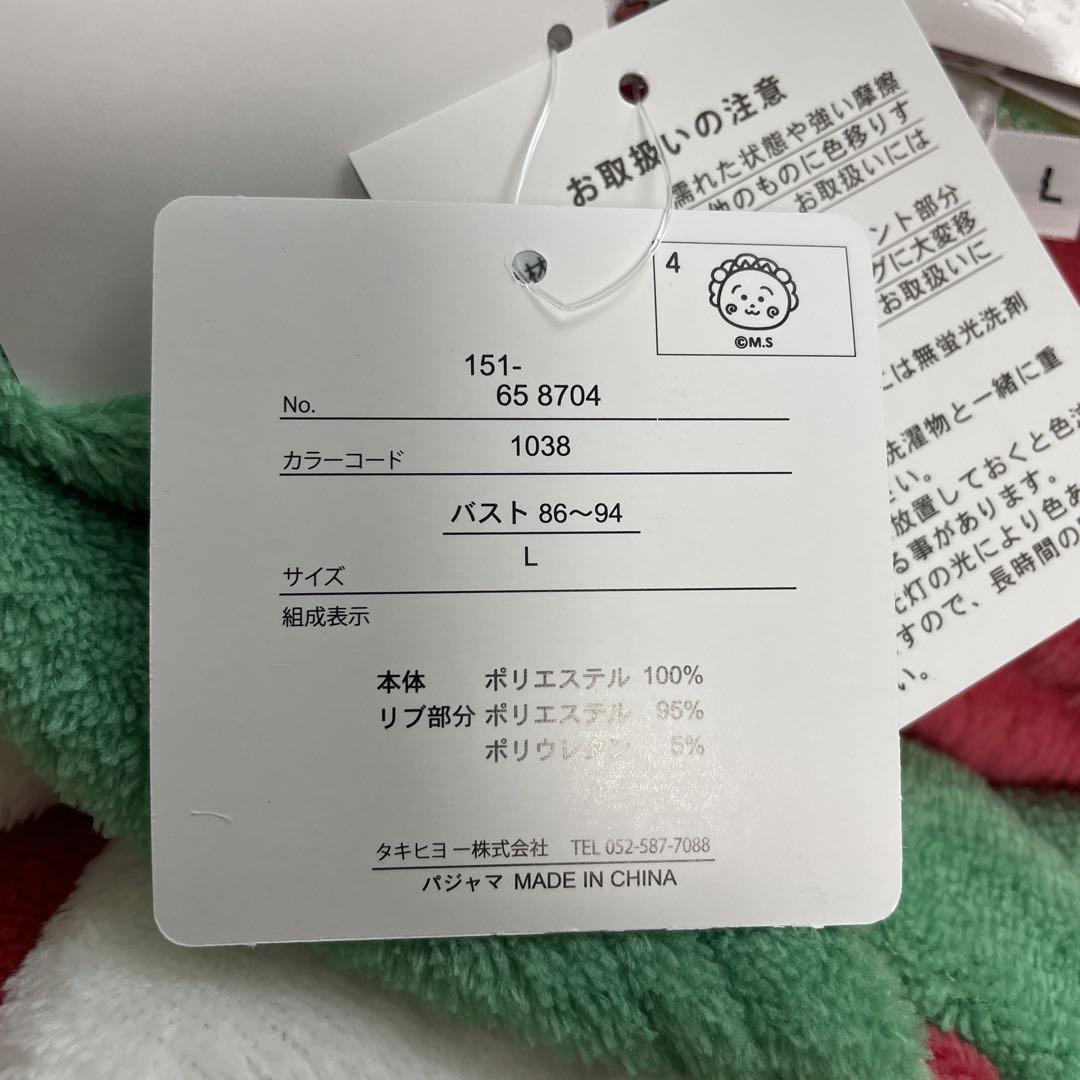 お取扱いの注意
濡れた状態や強い摩擦
他のものに色移りす
お取扱いには
ント部分
グに大変移
お取扱いに
は無蛍光洗剤
洗濯物と一緒に重
い。
放置しておくと色
る事があります。
灯の光により色あ
すので、長時間の
い。
L
4
©M.S
151-
No. 65 8704
カラーコード 1038
バスト 86〜94
サイズ L
組成表示
本体 ポリエステル 100%
リブ部分 ポリエステル 95%
ポリウレタン 5%
タキヒヨー株式会社 TEL 052-587-7088
パジャマ MADE IN CHINA